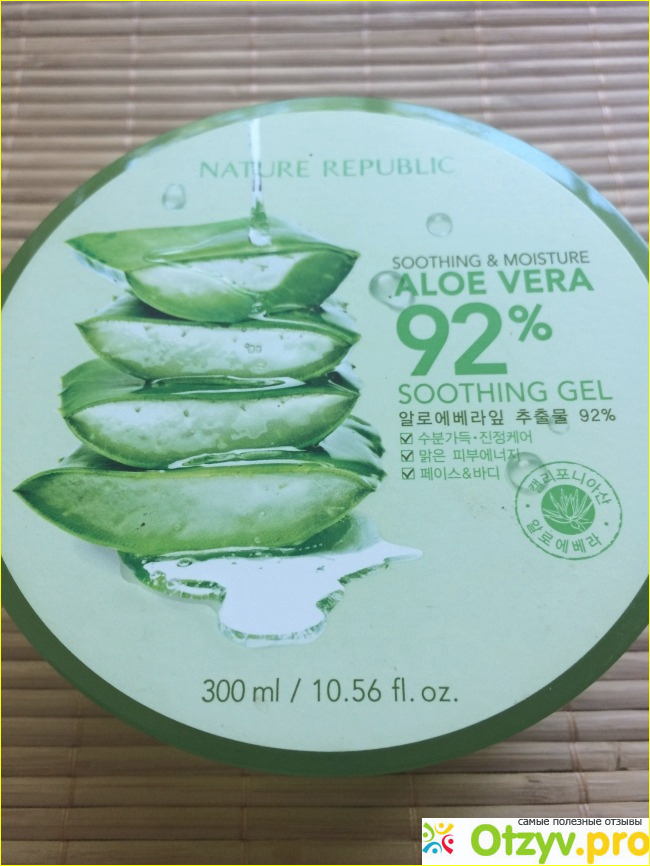 NATURE REPUBLIC
SOOTHING & MOISTURE
ALOE VERA
92%
SOOTHING GEL
알로에베라잎 추출물 92%
수분가득·진정케어
맑은 피부에너지
페이스&바디
캘리포니아산
알로에베라
300 ml / 10.56 fl. oz.
самые полезные отзывы
Otzyv.pro